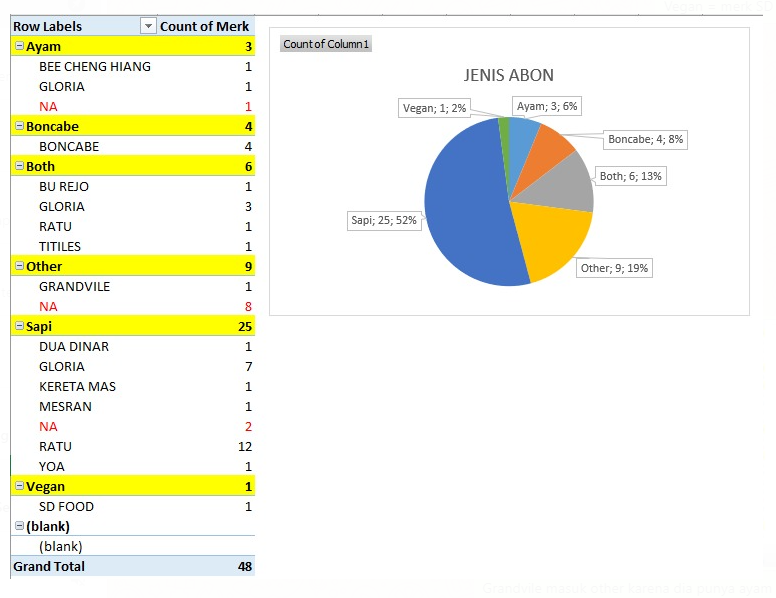 Row Labels Count of Merk
Ayam 3
BEE CHENG HIANG 1
GLORIA 1
NA 1
Boncabe 4
BONCABE 4
Both 6
BU REJO 1
GLORIA 3
RATU 1
TITILES 1
Other 9
GRANDVILE 1
NA 8
Sapi 25
DUA DINAR 1
GLORIA 7
KERETA MAS 1
MESRAN 1
NA 2
RATU 12
YOA 1
Vegan 1
SD FOOD 1
(blank)
(blank)
Grand Total 48
Count of Column1
JENIS ABON
Vegan; 1; 2%
Ayam; 3; 6%
Boncabe; 4; 8%
Both; 6; 13%
Sapi; 25; 52%
Other; 9; 19%